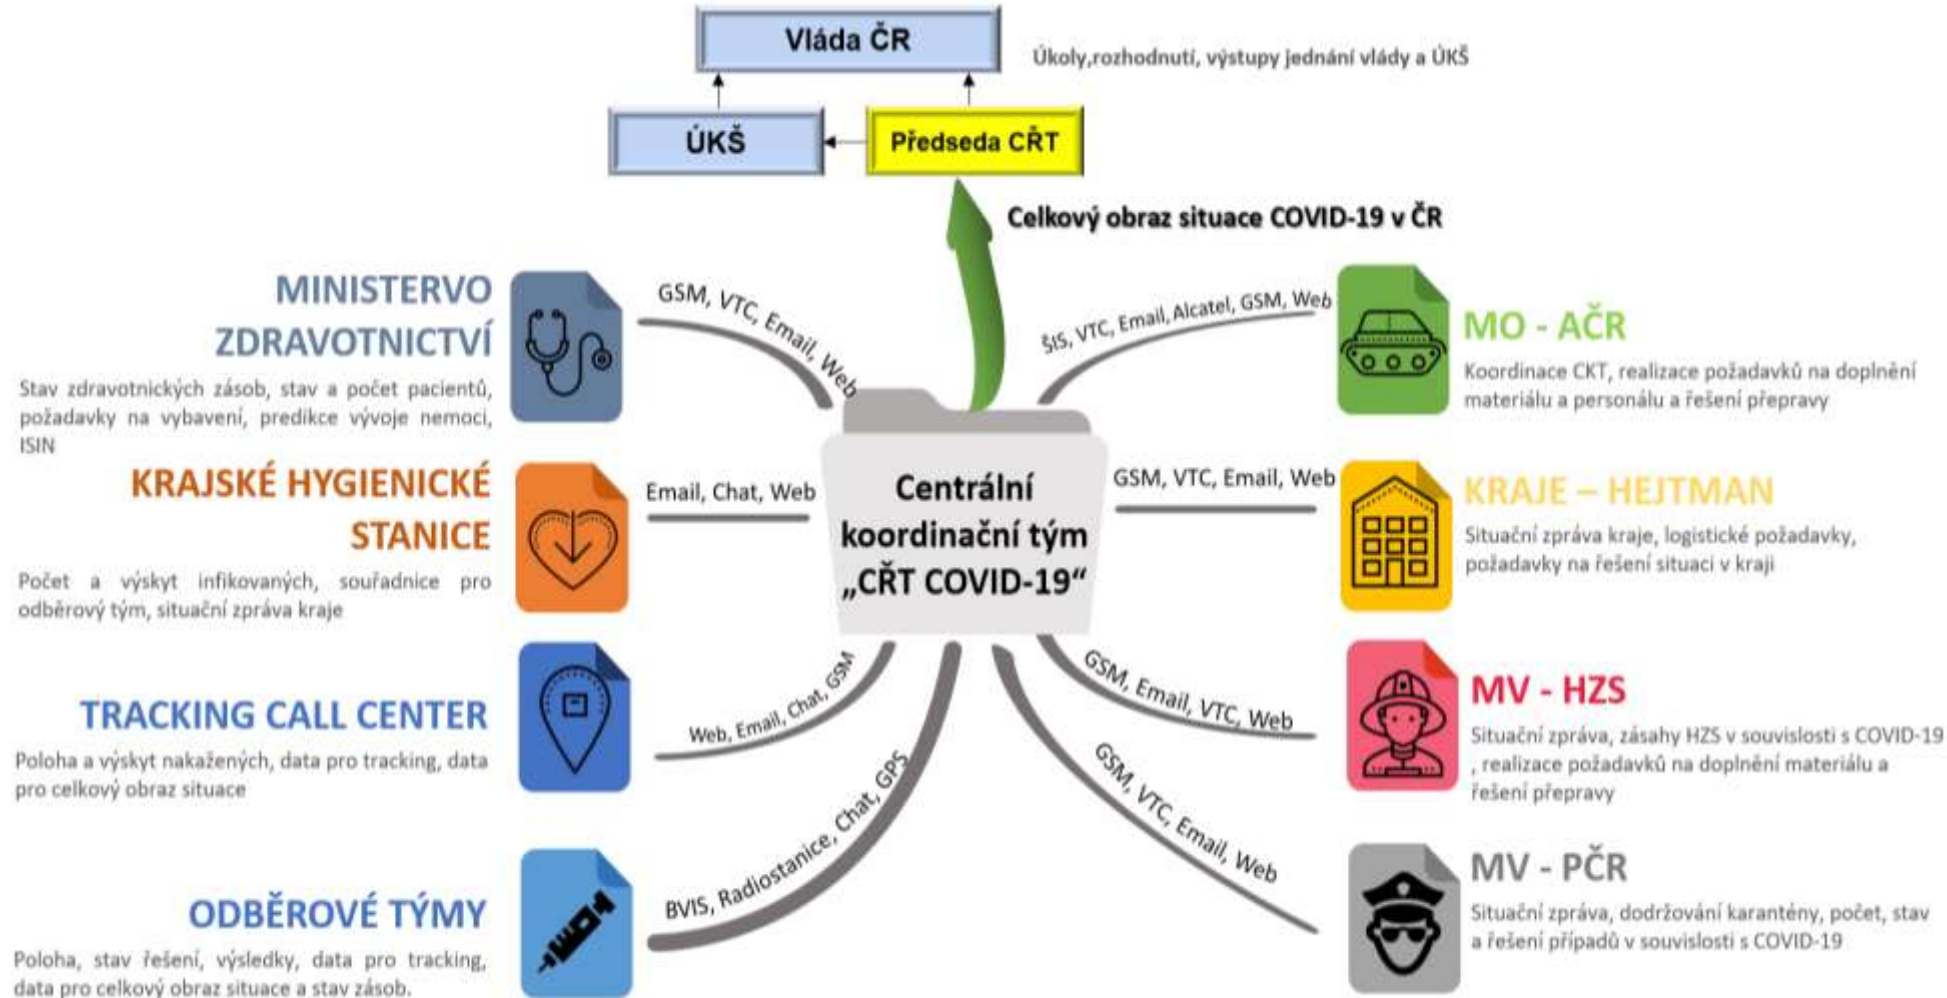 Vláda ČR
Úkoly,rozhodnutí, výstupy jednání vlády a ÚKŠ
ÚKŠ
Předseda CŘT
Celkový obraz situace COVID-19 v ČR
MINISTERVO
ZDRAVOTNICTVÍ
Stav zdravotnických zásob, stav a počet pacientů,
požadavky na vybavení, predikce vývoje nemoci,
ISIN
GSM, VTC, Email, Web
KRAJSKÉ HYGIENICKÉ
STANICE
Počet a výskyt infikovaných, souřadnice pro
odběrový tým, situační zpráva kraje
Email, Chat, Web
TRACKING CALL CENTER
Poloha a výskyt nakažených, data pro tracking, data
pro celkový obraz situace
Web, Email, Chat, GSM
ODBĚROVÉ TÝMY
Poloha, stav řešení, výsledky, data pro tracking,
data pro celkový obraz situace a stav zásob.
BVIS, Radiostanice, Chat, GPS
Centrální
koordinační tým
„CŘT COVID-19“
ŠIS, VTC, Email, Alcatel, GSM, Web
MO - AČR
Koordinace CKT, realizace požadavků na doplnění
materiálu a personálu a řešení přepravy
GSM, VTC, Email, Web
KRAJE – HEJTMAN
Situační zpráva kraje, logistické požadavky,
požadavky na řešení situaci v kraji
GSM, Email, VTC, Web
MV - HZS
Situační zpráva, zásahy HZS v souvislosti s COVID-19
, realizace požadavků na doplnění materiálu a
řešení přepravy
GSM, VTC, Email, Web
MV - PČR
Situační zpráva, dodržování karantény, počet, stav
a řešení případů v souvislosti s COVID-19